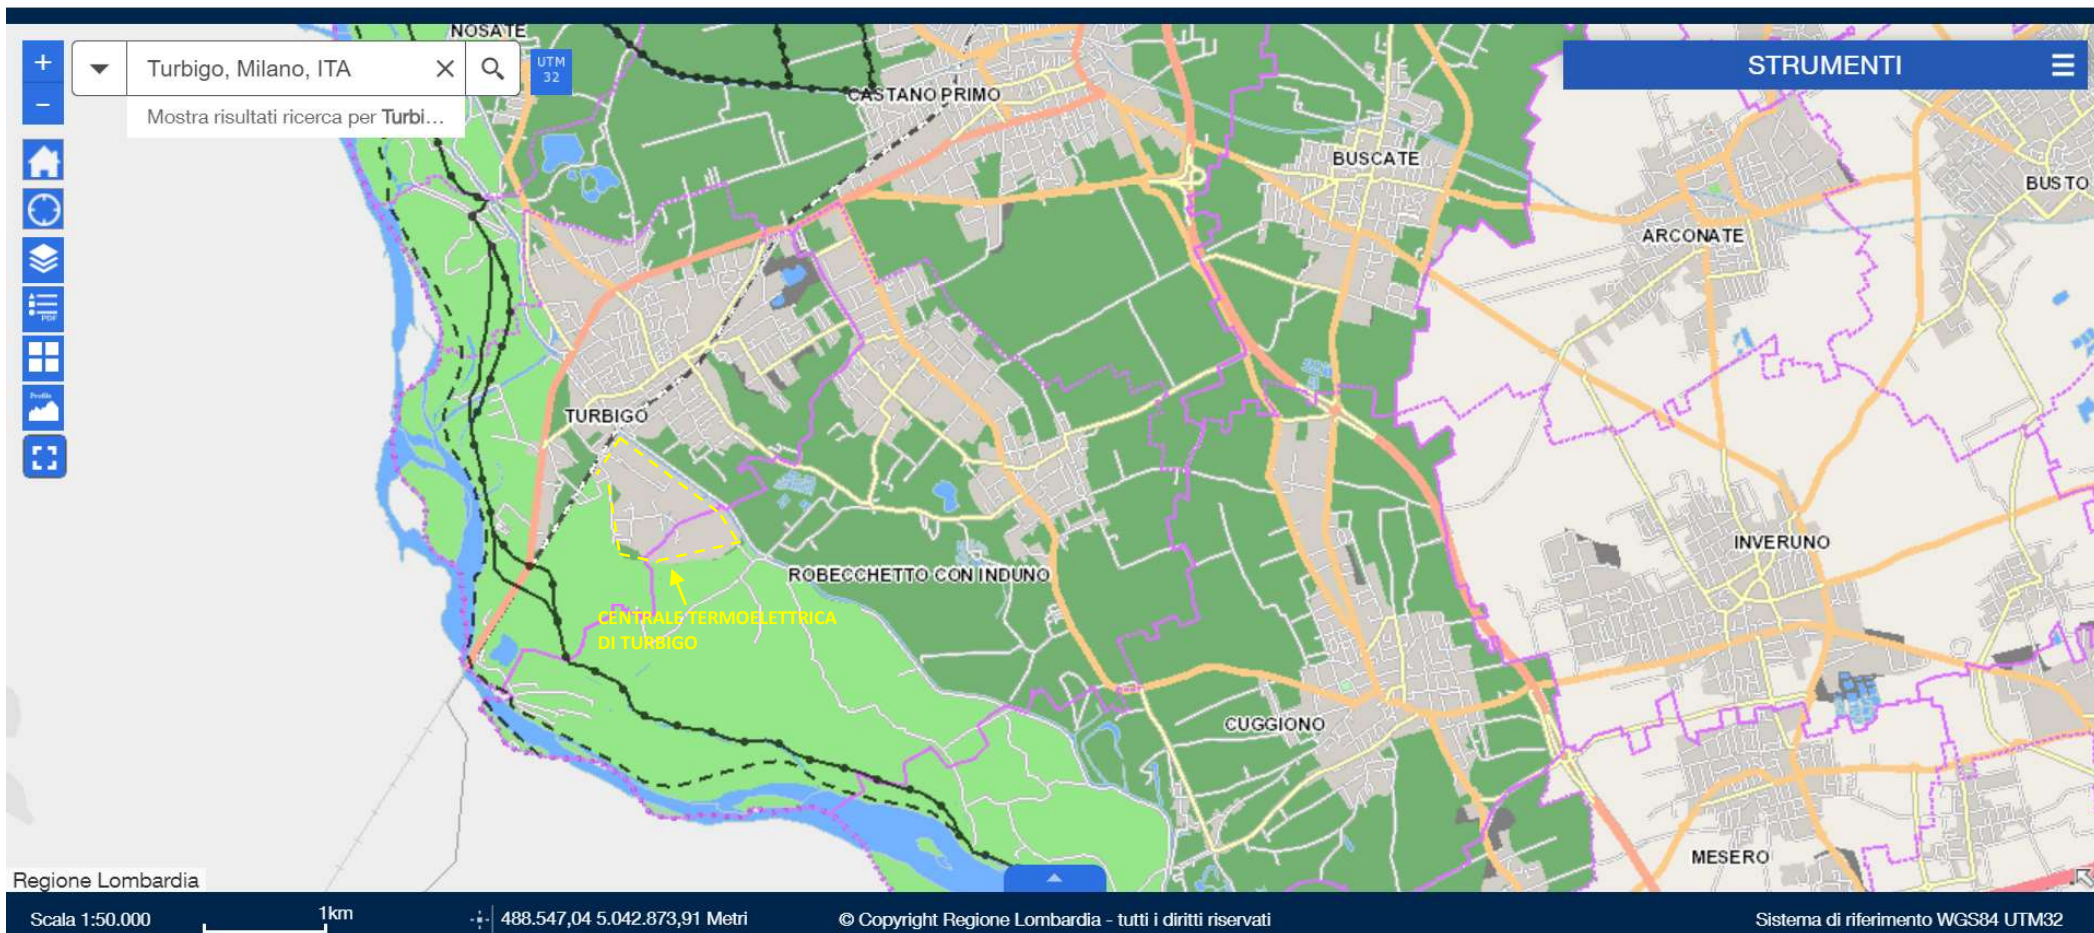 NOSATE
+
Turbigo, Milano, ITA
UTM
32
STRUMENTI
−
Mostra risultati ricerca per Turbi...
CASTANO PRIMO
BUSCATE
BUSTO
ARCONATE
PDF
Profilo
TURBIGO
INVERUNO
ROBECCHETTO CON INDUNO
CENTRALE TERMOELETTRICA
DI TURBIGO
CUGGIONO
MESERO
Regione Lombardia
Scala 1:50.000
1km
488.547,04 5.042.873,91 Metri
© Copyright Regione Lombardia - tutti i diritti riservati
Sistema di riferimento WGS84 UTM32